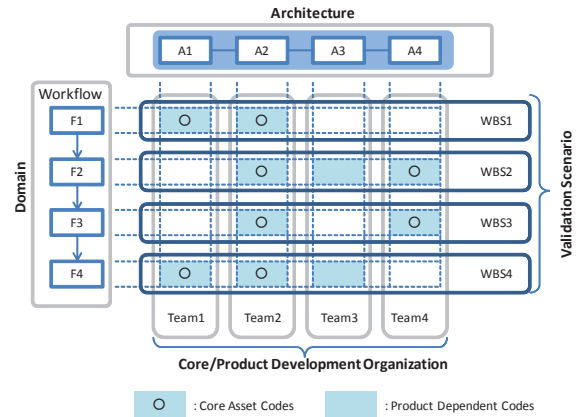 Architecture
A1 A2 A3 A4
Workflow
Domain
F1 WBS1
F2 WBS2
F3 WBS3
F4 WBS4
Validation Scenario
Team1 Team2 Team3 Team4
Core/Product Development Organization
: Core Asset Codes : Product Dependent Codes